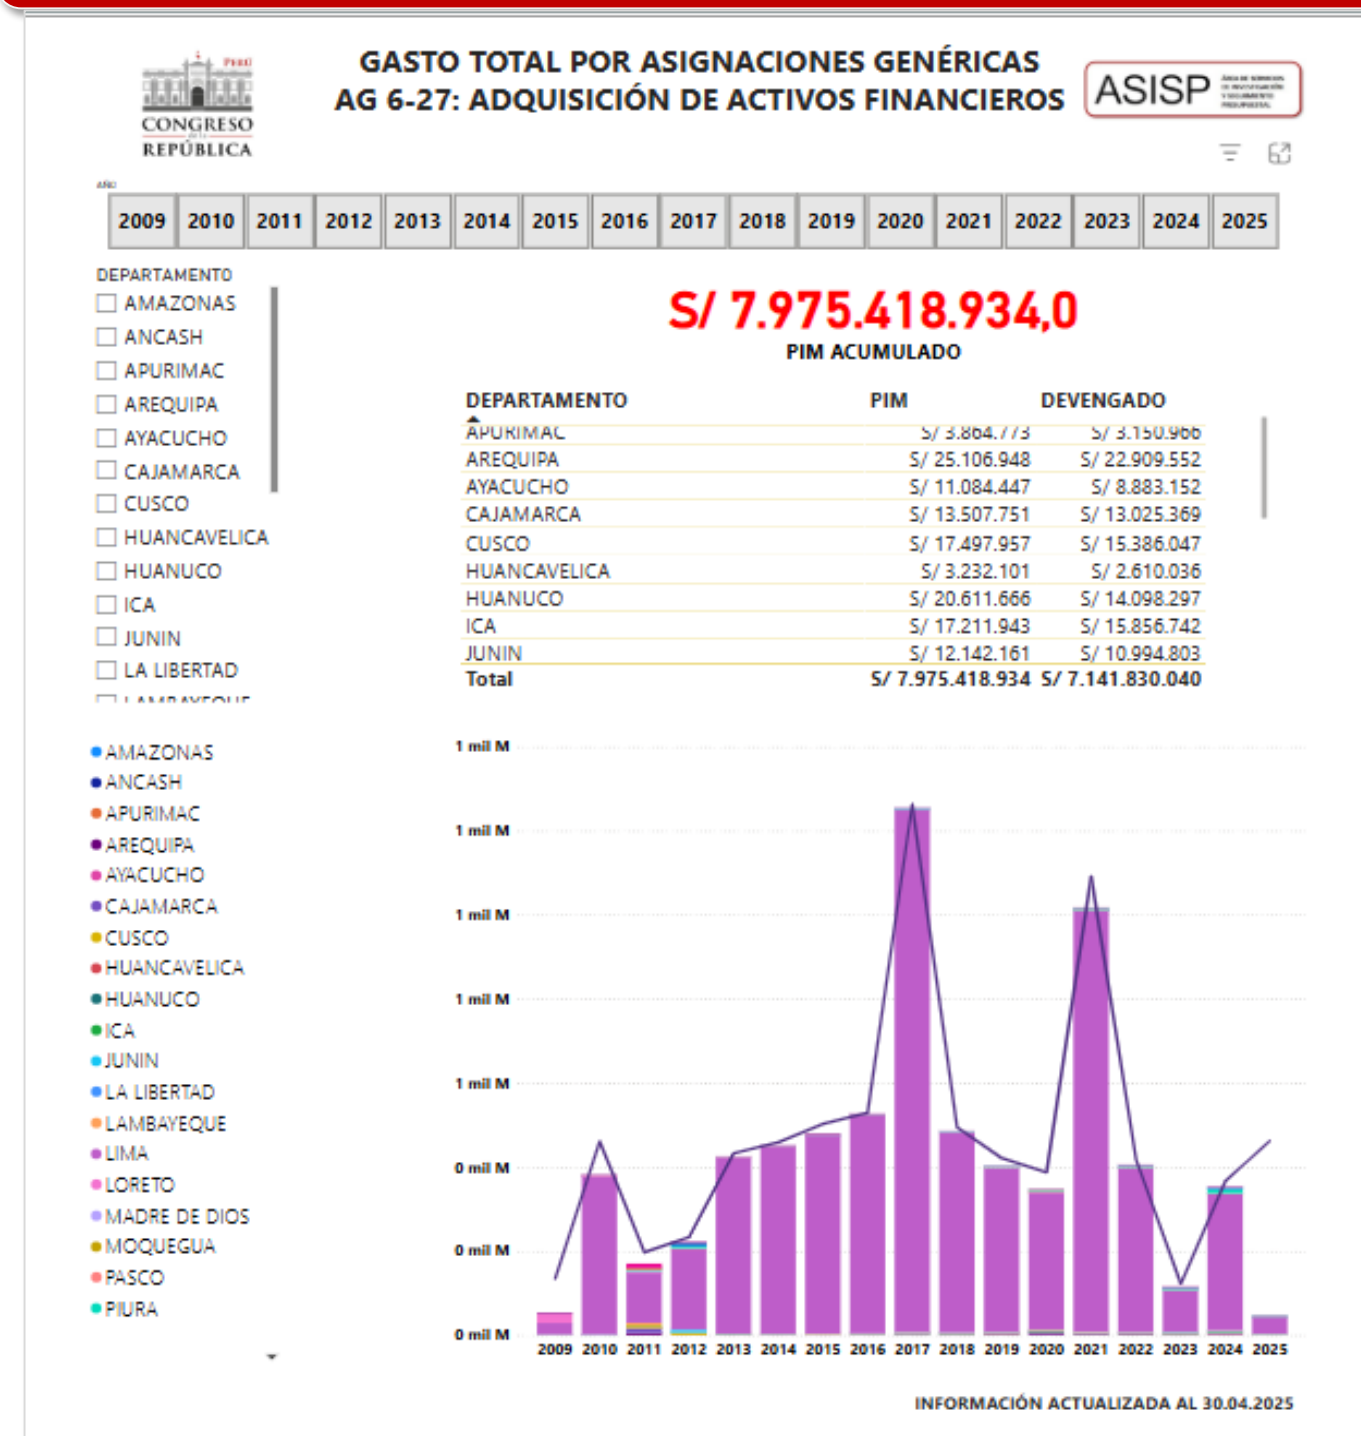 PERÚ
CONGRESO
de la
REPÚBLICA
GASTO TOTAL POR ASIGNACIONES GENÉRICAS
AG 6-27: ADQUISICIÓN DE ACTIVOS FINANCIEROS
ASISP
ÁREA DE SERVICIOS
DE INVESTIGACIÓN
Y SEGUIMIENTO
PRESUPUESTAL
AÑO
2009 2010 2011 2012 2013 2014 2015 2016 2017 2018 2019 2020 2021 2022 2023 2024 2025
DEPARTAMENTO
AMAZONAS
ANCASH
APURIMAC
AREQUIPA
AYACUCHO
CAJAMARCA
CUSCO
HUANCAVELICA
HUANUCO
ICA
JUNIN
LA LIBERTAD
LAMBAYEQUE
S/ 7.975.418.934,0
PIM ACUMULADO
DEPARTAMENTO PIM DEVENGADO
APURIMAC S/ 3.864.773 S/ 3.150.966
AREQUIPA S/ 25.106.948 S/ 22.909.552
AYACUCHO S/ 11.084.447 S/ 8.883.152
CAJAMARCA S/ 13.507.751 S/ 13.025.369
CUSCO S/ 17.497.957 S/ 15.386.047
HUANCAVELICA S/ 3.232.101 S/ 2.610.036
HUANUCO S/ 20.611.666 S/ 14.098.297
ICA S/ 17.211.943 S/ 15.856.742
JUNIN S/ 12.142.161 S/ 10.994.803
Total S/ 7.975.418.934 S/ 7.141.830.040
AMAZONAS
ANCASH
APURIMAC
AREQUIPA
AYACUCHO
CAJAMARCA
CUSCO
HUANCAVELICA
HUANUCO
ICA
JUNIN
LA LIBERTAD
LAMBAYEQUE
LIMA
LORETO
MADRE DE DIOS
MOQUEGUA
PASCO
PIURA
1 mil M
1 mil M
1 mil M
1 mil M
1 mil M
0 mil M
0 mil M
0 mil M
2009 2010 2011 2012 2013 2014 2015 2016 2017 2018 2019 2020 2021 2022 2023 2024 2025
INFORMACIÓN ACTUALIZADA AL 30.04.2025